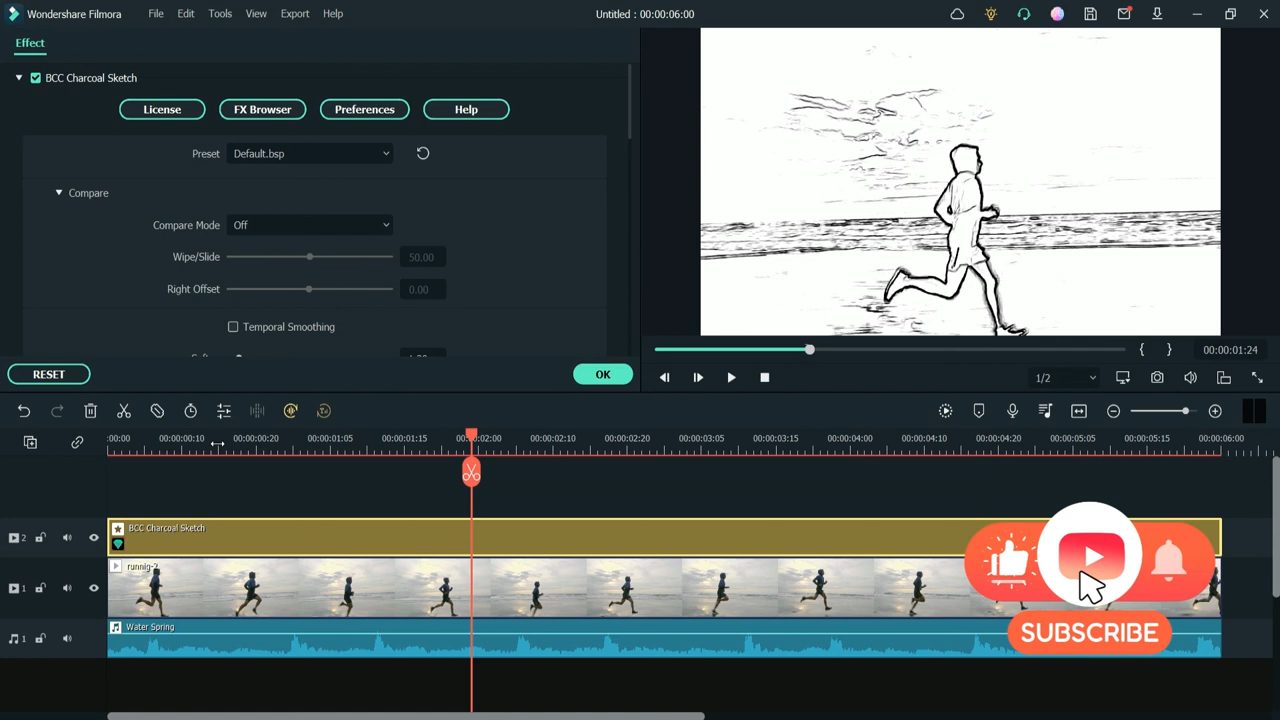 Wondershare Filmora File Edit Tools View Export Help Untitled : 00:00:06:00
Effect
BCC Charcoal Sketch
License FX Browser Preferences Help
Preset Default.bsp
Compare
Compare Mode Off
Wipe/Slide 50.00
Right Offset 0.00
Temporal Smoothing
RESET OK
{ } 00:00:01:24
1/2
:00:00 00:00:00:10 00:00:00:20 00:00:01:05 00:00:01:15 00:00:02:00 00:00:02:10 00:00:02:20 00:00:03:05 00:00:03:15 00:00:04:00 00:00:04:10 00:00:04:20 00:00:05:05 00:00:05:15 00:00:06:00
2 BCC Charcoal Sketch
1 runnig-2
1 Water Spring
SUBSCRIBE